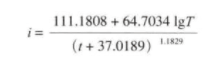 i = 111.1808 + 64.7034 lgT / (t + 37.0189) 1.1829